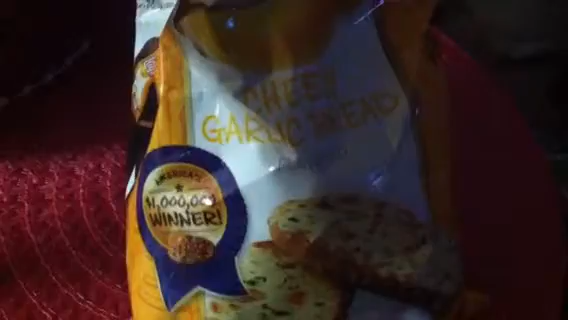 CHEESY
GARLIC BREAD
AMERICA'S
$1,000,000
WINNER!